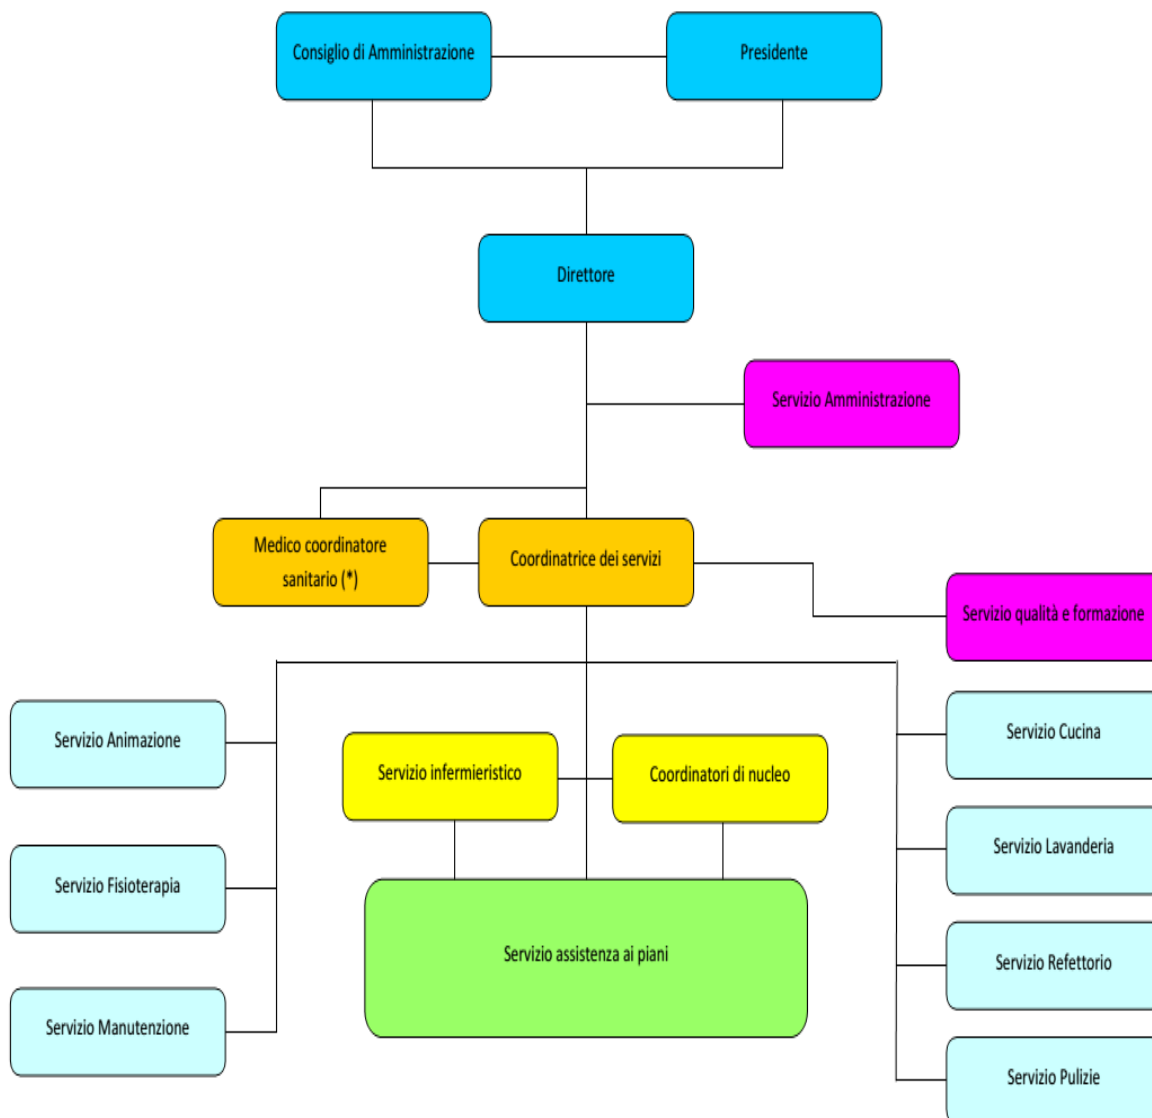 Consiglio di Amministrazione
Presidente
Direttore
Servizio Amministrazione
Medico coordinatore
sanitario (*)
Coordinatrice dei servizi
Servizio qualità e formazione
Servizio Animazione
Servizio Cucina
Servizio infermieristico
Coordinatori di nucleo
Servizio Lavanderia
Servizio Fisioterapia
Servizio assistenza ai piani
Servizio Refettorio
Servizio Manutenzione
Servizio Pulizie